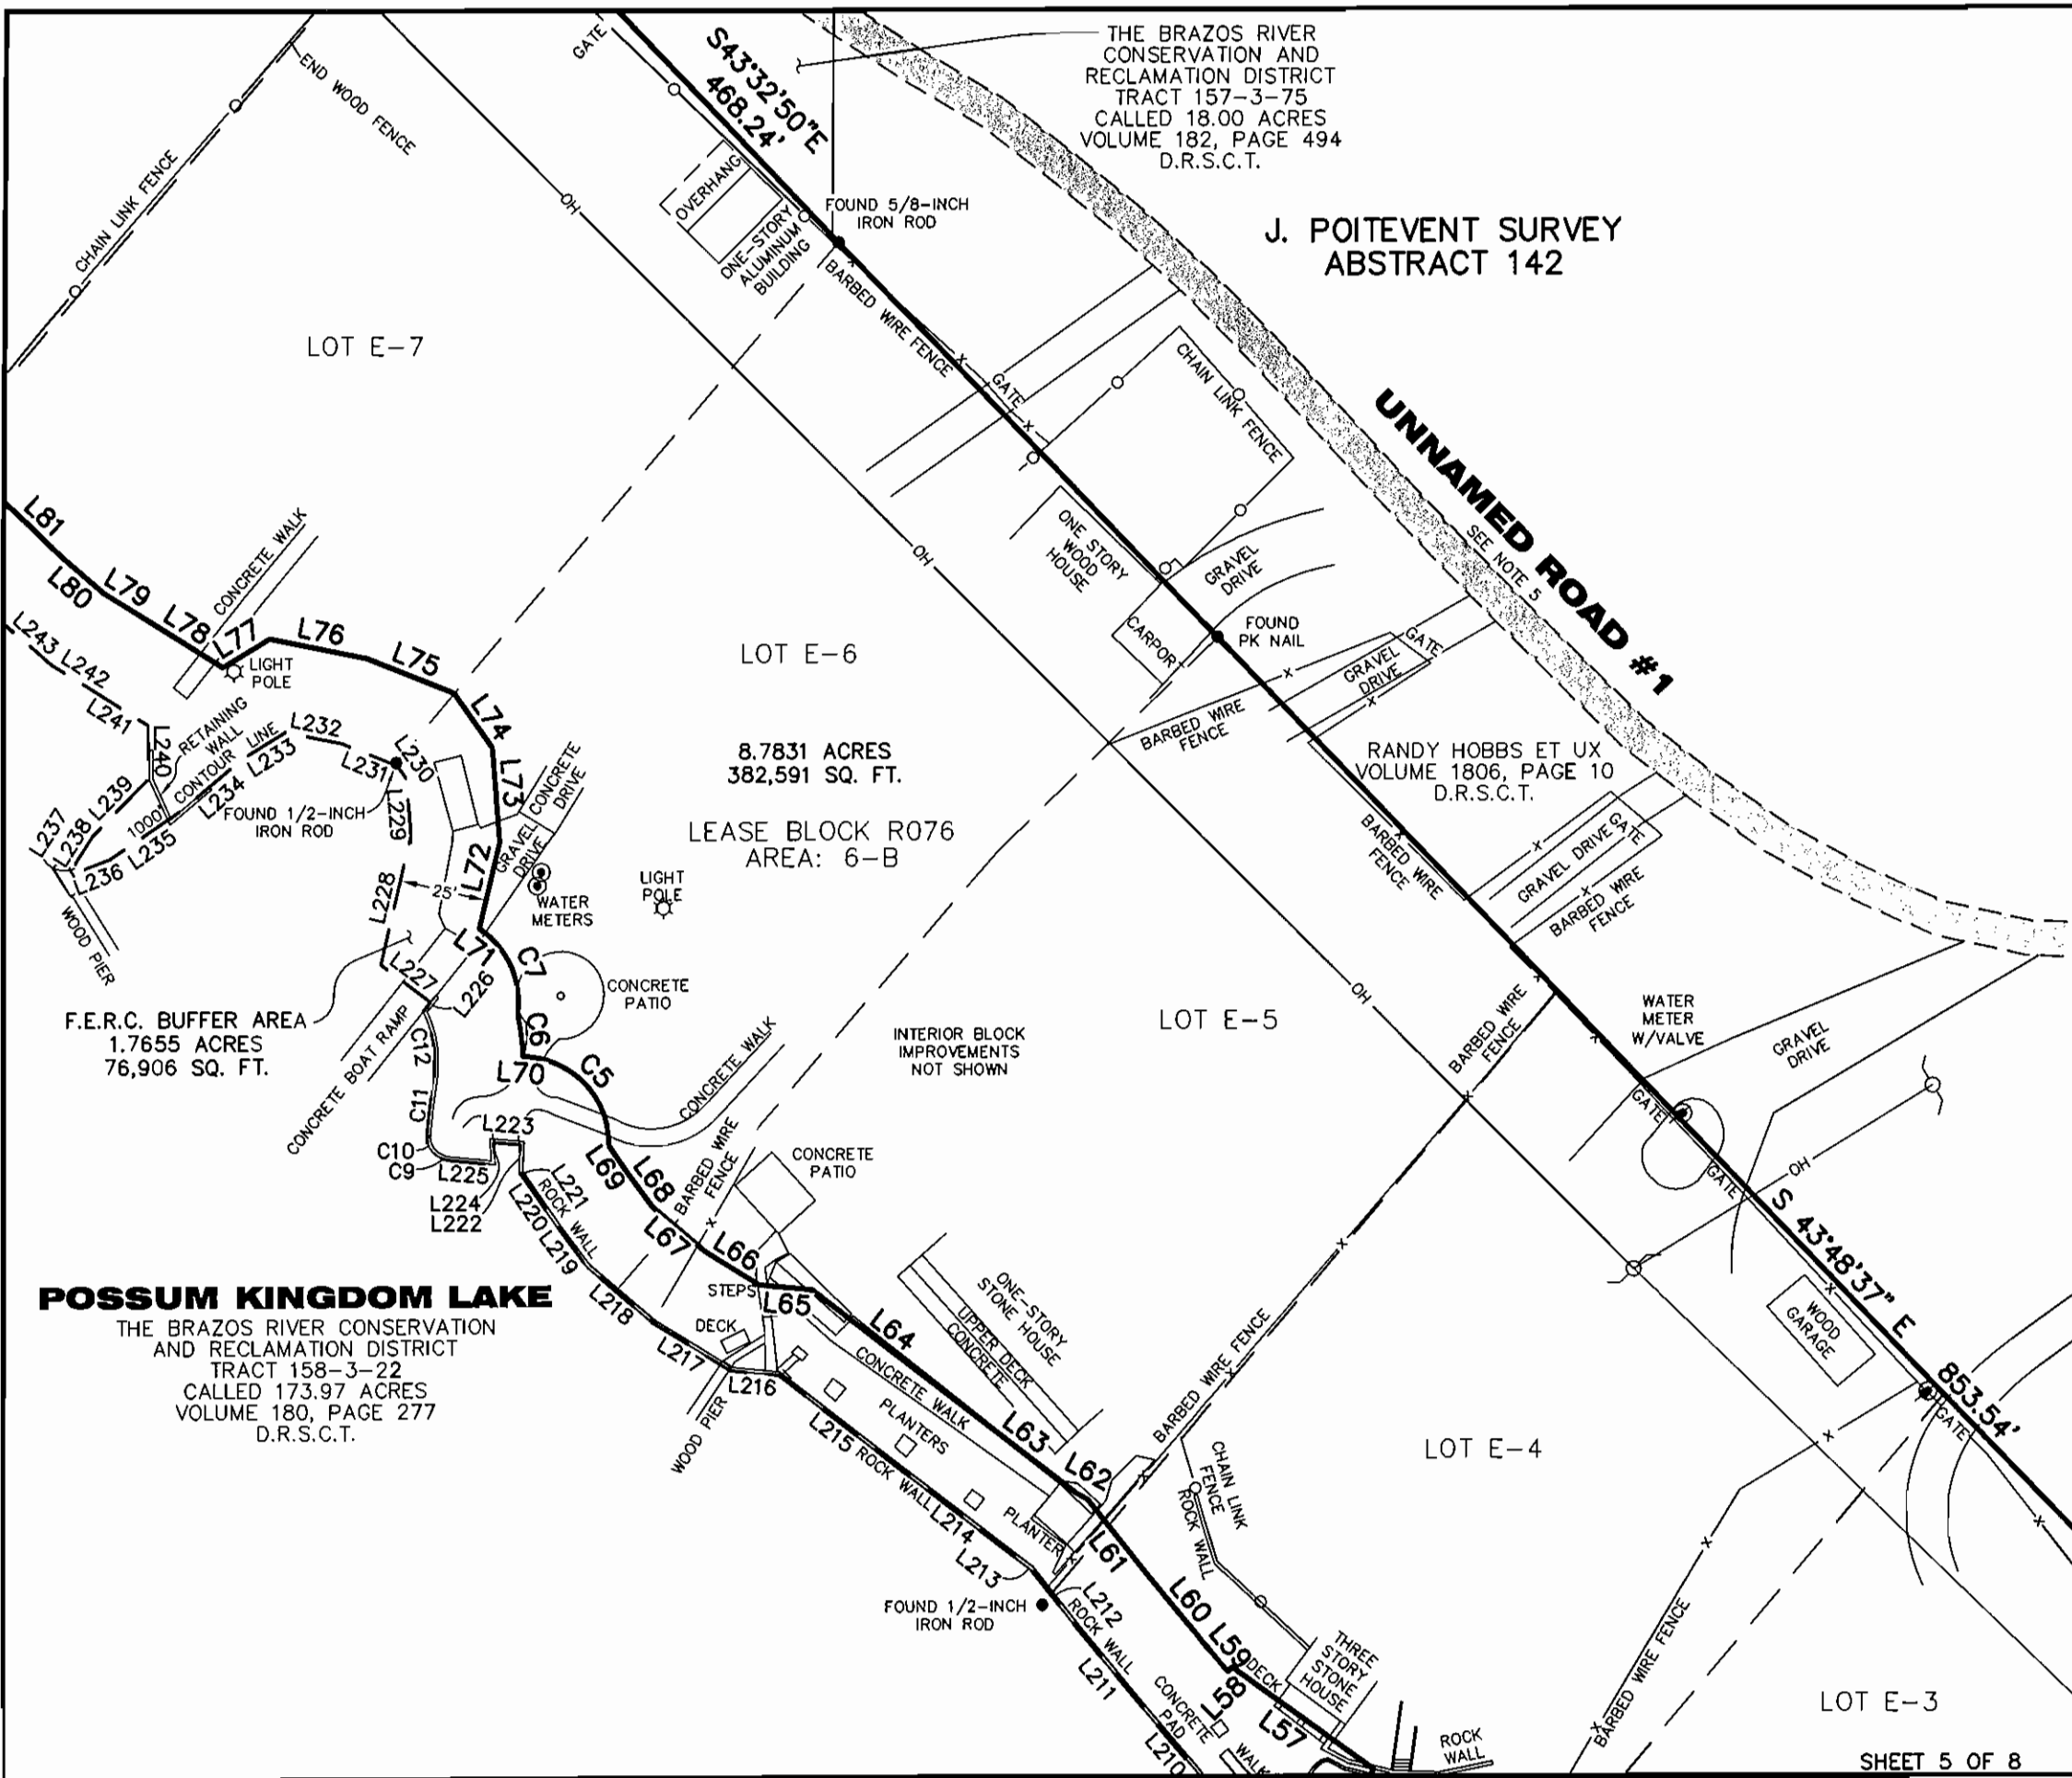 THE BRAZOS RIVER
CONSERVATION AND
RECLAMATION DISTRICT
TRACT 157-3-75
CALLED 18.00 ACRES
VOLUME 182, PAGE 494
D.R.S.C.T.
GATE
S43°32'50"E
468.24'
END WOOD FENCE
CHAIN LINK FENCE
OH
OVERHANG
ONE-STORY
ALUMINUM
BUILDING
FOUND 5/8-INCH
IRON ROD
BARBED WIRE FENCE
J. POITEVENT SURVEY
ABSTRACT 142
LOT E-7
GATE
CHAIN LINK FENCE
UNNAMED ROAD #1
SEE NOTE 5
L81
L80
L79
L78
L77
L76
L75
L74
L73
L72
L71
CONCRETE WALK
LIGHT
POLE
OH
ONE STORY
WOOD
HOUSE
GRAVEL
DRIVE
CARPORT
FOUND
PK NAIL
GATE
GRAVEL
DRIVE
BARBED WIRE
FENCE
LOT E-6
L243
L242
L241
L240
RETAINING
WALL
1000' CONTOUR LINE
L239
L238
L237
L236
L235
L234
L233
L232
L231
L230
L229
L228
L227
L226
FOUND 1/2-INCH
IRON ROD
25'
WOOD PIER
CONCRETE
DRIVE
GRAVEL
DRIVE
WATER
METERS
LIGHT
POLE
8.7831 ACRES
382,591 SQ. FT.
LEASE BLOCK R076
AREA: 6-B
RANDY HOBBS ET UX
VOLUME 1806, PAGE 10
D.R.S.C.T.
BARBED WIRE
FENCE
GATE
GRAVEL DRIVE
BARBED WIRE
FENCE
F.E.R.C. BUFFER AREA
1.7655 ACRES
76,906 SQ. FT.
CONCRETE BOAT RAMP
C7
C6
C5
C12
C11
C10
C9
L70
CONCRETE
PATIO
CONCRETE WALK
INTERIOR BLOCK
IMPROVEMENTS
NOT SHOWN
LOT E-5
OH
BARBED WIRE
FENCE
WATER
METER
W/VALVE
GRAVEL
DRIVE
GATE
GATE
OH
S 43°48'37" E
853.54'
L225
L224
L223
L222
L221
L220
L219
L218
L217
L216
L215
L214
L213
L212
L211
L210
ROCK WALL
L69
L68
L67
L66
L65
L64
L63
L62
L61
L60
L59
L58
L57
BARBED WIRE
FENCE
CONCRETE
PATIO
STEPS
DECK
WOOD PIER
CONCRETE WALK
PLANTERS
ROCK WALL
PLANTER
ONE-STORY
STONE HOUSE
UPPER DECK
CONCRETE
BARBED WIRE FENCE
CHAIN LINK
FENCE
ROCK WALL
POSSUM KINGDOM LAKE
THE BRAZOS RIVER CONSERVATION
AND RECLAMATION DISTRICT
TRACT 158-3-22
CALLED 173.97 ACRES
VOLUME 180, PAGE 277
D.R.S.C.T.
FOUND 1/2-INCH
IRON ROD
ROCK WALL
CONCRETE
PAD
WALK
DECK
THREE
STORY
STONE
HOUSE
ROCK
WALL
WOOD
GARAGE
GATE
LOT E-4
BARBED WIRE FENCE
LOT E-3
SHEET 5 OF 8